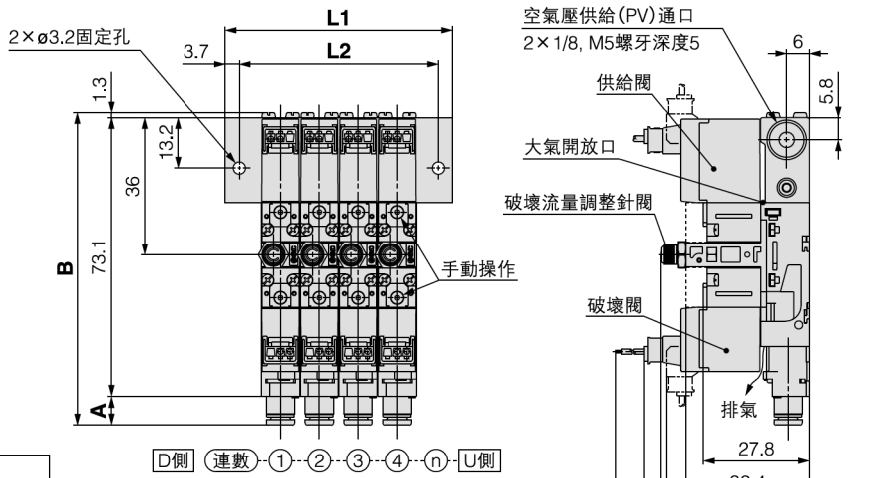 L1
2×ø3.2固定孔
3.7
L2
1.3
13.2
36
73.1
B
A
手動操作
D側 連數 ① ② ③ ④ ⓝ U側
空氣壓供給(PV)通口
2×1/8, M5螺牙深度5
6
5.8
供給閥
大氣開放口
破壞流量調整針閥
破壞閥
排氣
27.8